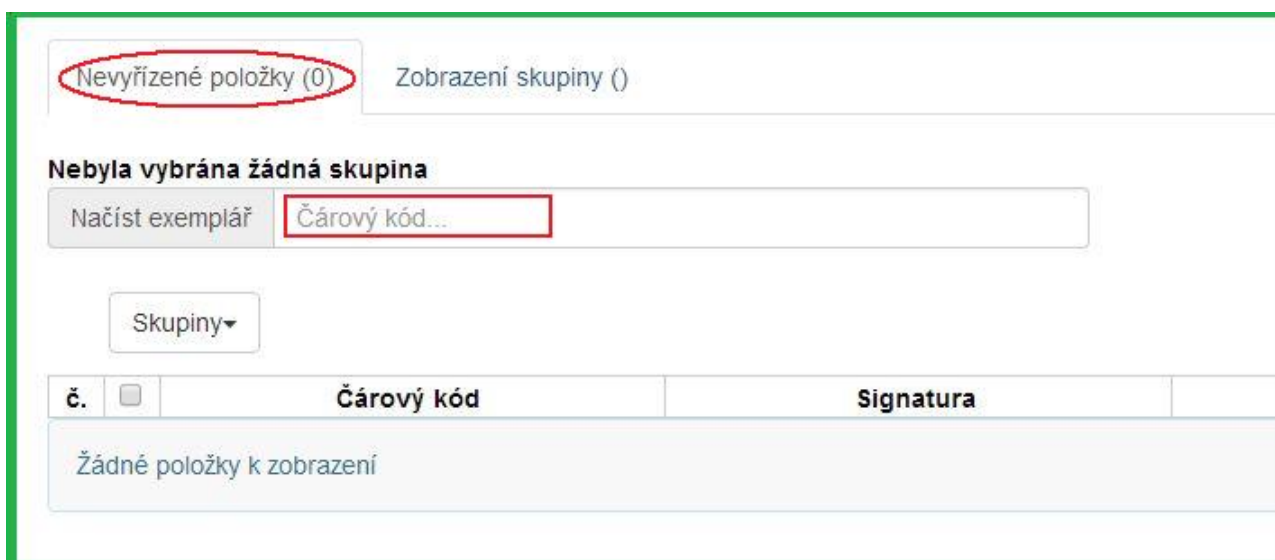 Nevyřízené položky (0) Zobrazení skupiny ()
Nebyla vybrána žádná skupina
Načíst exemplář Čárový kód...
Skupiny
č. Čárový kód Signatura
Žádné položky k zobrazení